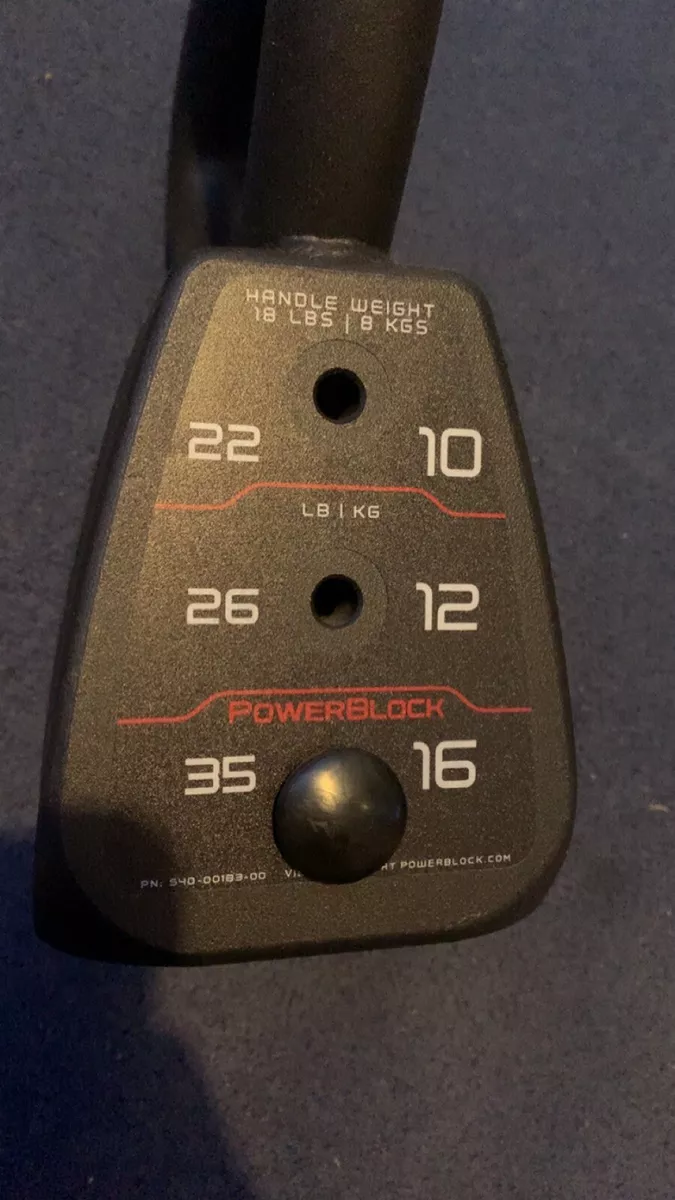 HANDLE WEIGHT
18 LBS | 8 KGS
22 10
LB | KG
26 12
POWERBLOCK
35 16
PN: 540-00183-00 POWERBLOCK.COM